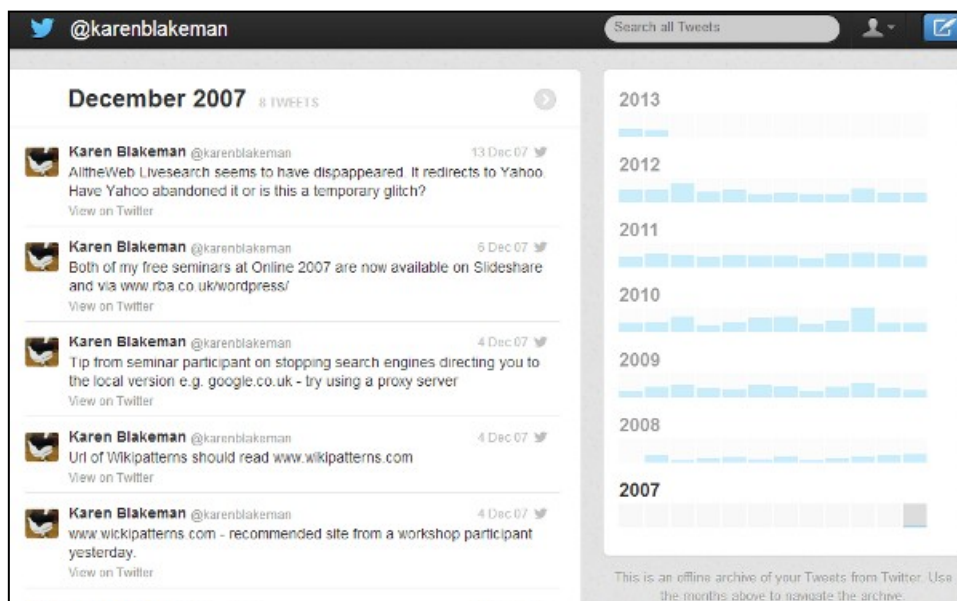 @karenblakeman
Search all Tweets
December 2007 8 TWEETS
Karen Blakeman @karenblakeman 13 Dec 07
AlltheWeb Livesearch seems to have dispappeared. It redirects to Yahoo.
Have Yahoo abandoned it or is this a temporary glitch?
View on Twitter
Karen Blakeman @karenblakeman 6 Dec 07
Both of my free seminars at Online 2007 are now available on Slideshare
and via www.rba.co.uk/wordpress/
View on Twitter
Karen Blakeman @karenblakeman 4 Dec 07
Tip from seminar participant on stopping search engines directing you to
the local version e.g. google.co.uk - try using a proxy server
View on Twitter
Karen Blakeman @karenblakeman 4 Dec 07
Url of Wikipatterns should read www.wikipatterns.com
View on Twitter
Karen Blakeman @karenblakeman 4 Dec 07
www.wickipatterns.com - recommended site from a workshop participant
yesterday.
View on Twitter
2013
2012
2011
2010
2009
2008
2007
This is an offline archive of your Tweets from Twitter. Use
the months above to navigate the archive.